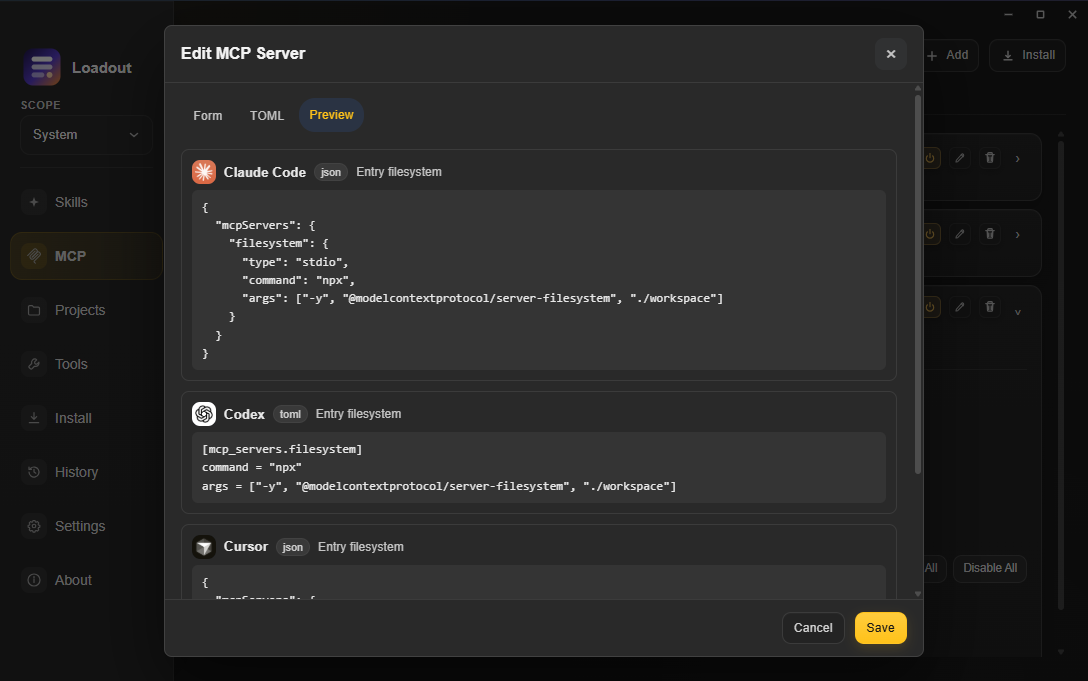 Loadout
SCOPE
System
Skills
MCP
Projects
Tools
Install
History
Settings
About
Add
Install
Edit MCP Server
Form
TOML
Preview
Claude Code json Entry filesystem
{
  "mcpServers": {
    "filesystem": {
      "type": "stdio",
      "command": "npx",
      "args": ["-y", "@modelcontextprotocol/server-filesystem", "./workspace"]
    }
  }
}
Codex toml Entry filesystem
[mcp_servers.filesystem]
command = "npx"
args = ["-y", "@modelcontextprotocol/server-filesystem", "./workspace"]
Cursor json Entry filesystem
{
  "mcpServers": {
All
Disable All
Cancel
Save